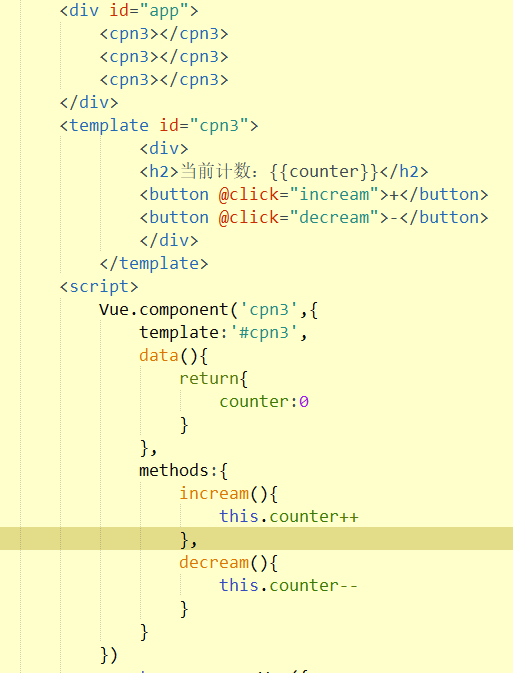 <div id="app">
<cpn3></cpn3>
<cpn3></cpn3>
<cpn3></cpn3>
</div>
<template id="cpn3">
<div>
<h2>当前计数：{{counter}}</h2>
<button @click="incream">+</button>
<button @click="decream">-</button>
</div>
</template>
<script>
Vue.component('cpn3',{
template:'#cpn3',
data(){
return{
counter:0
}
},
methods:{
incream(){
this.counter++
},
decream(){
this.counter--
}
}
})